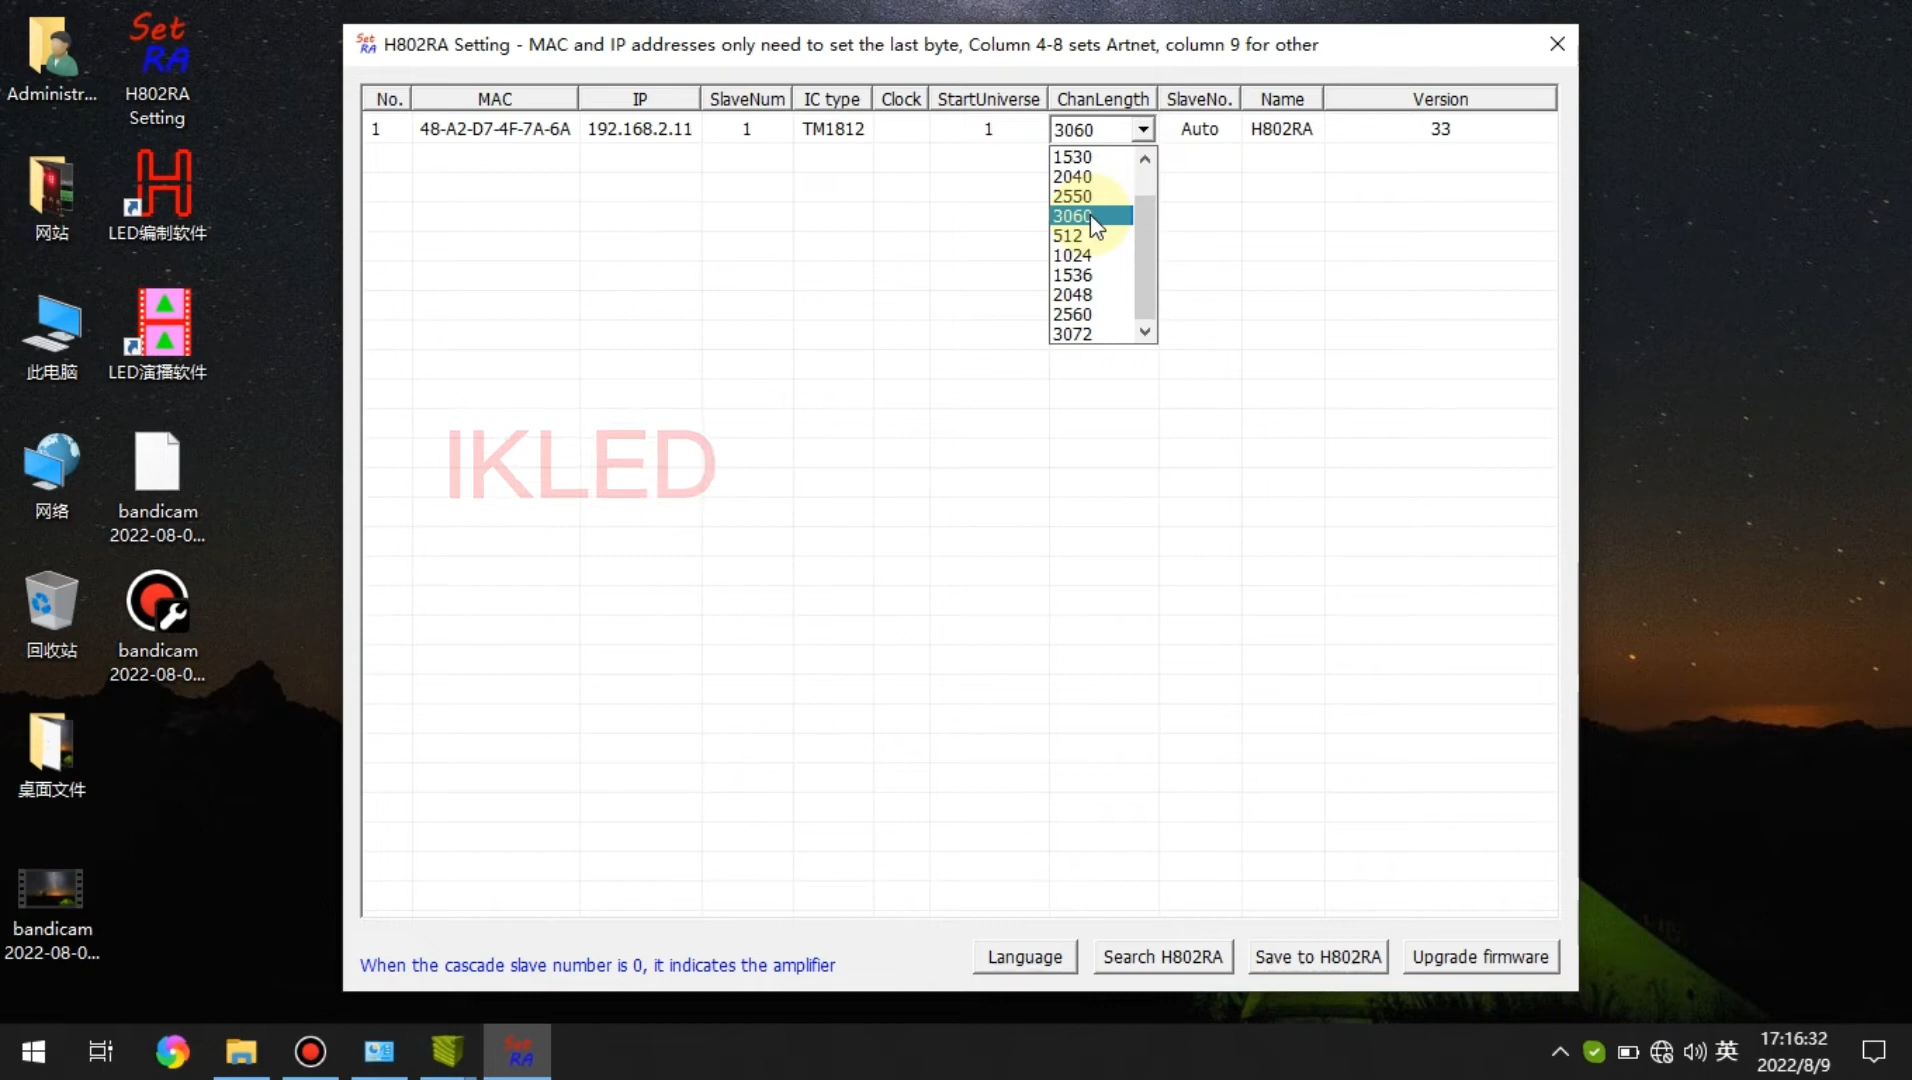 Set
RA
H802RA Setting - MAC and IP addresses only need to set the last byte, Column 4-8 sets Artnet, column 9 for other
No. MAC IP SlaveNum IC type Clock StartUniverse ChanLength SlaveNo. Name Version
1 48-A2-D7-4F-7A-6A 192.168.2.11 1 TM1812 1 3060 Auto H802RA 33
1530
2040
2550
3060
512
1024
1536
2048
2560
3072
IKLED
When the cascade slave number is 0, it indicates the amplifier
Language Search H802RA Save to H802RA Upgrade firmware
Administr...
Set
RA
H802RA
Setting
网站
LED编制软件
此电脑
LED演播软件
网络
bandicam
2022-08-0...
回收站
bandicam
2022-08-0...
桌面文件
bandicam
2022-08-0...
Set
RA
英
17:16:32
2022/8/9